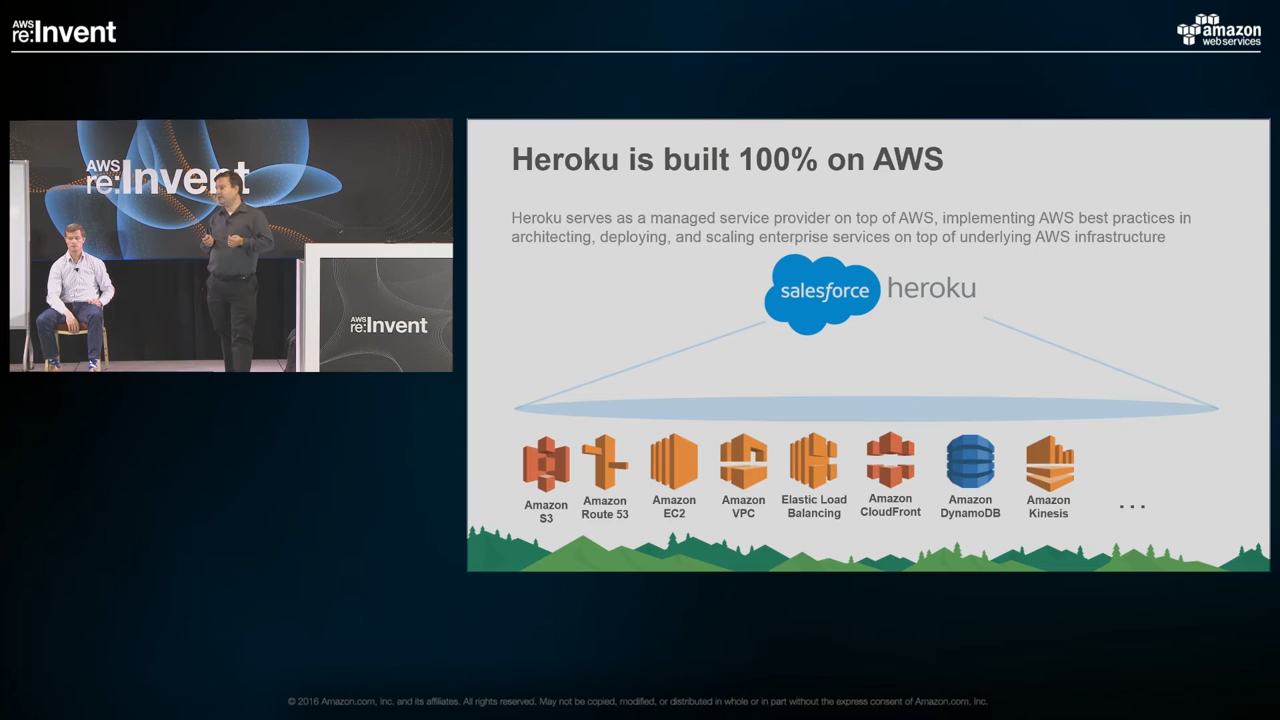 AWS
re:Invent
amazon
web services
AWS
re:Invent
AWS
re:Invent
Heroku is built 100% on AWS
Heroku serves as a managed service provider on top of AWS, implementing AWS best practices in
architecting, deploying, and scaling enterprise services on top of underlying AWS infrastructure
salesforce heroku
Amazon
S3
Amazon
Route 53
Amazon
EC2
Amazon
VPC
Elastic Load
Balancing
Amazon
CloudFront
Amazon
DynamoDB
Amazon
Kinesis
...
© 2016 Amazon.com, Inc. and its affiliates. All rights reserved. May not be copied, modified, or distributed in whole or in part without the express consent of Amazon.com, Inc.